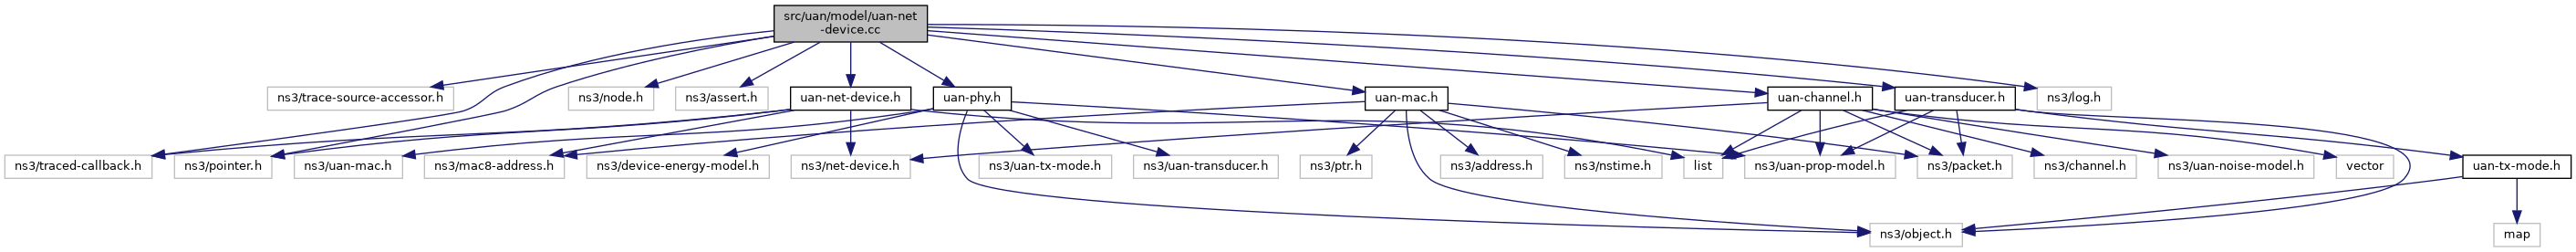 src/uan/model/uan-net
-device.cc
ns3/trace-source-accessor.h
ns3/node.h
ns3/assert.h
uan-net-device.h
uan-phy.h
uan-mac.h
uan-channel.h
uan-transducer.h
ns3/log.h
ns3/traced-callback.h
ns3/pointer.h
ns3/uan-mac.h
ns3/mac8-address.h
ns3/device-energy-model.h
ns3/net-device.h
ns3/uan-tx-mode.h
ns3/uan-transducer.h
ns3/ptr.h
ns3/address.h
ns3/nstime.h
list
ns3/uan-prop-model.h
ns3/packet.h
ns3/channel.h
ns3/uan-noise-model.h
vector
uan-tx-mode.h
ns3/object.h
map